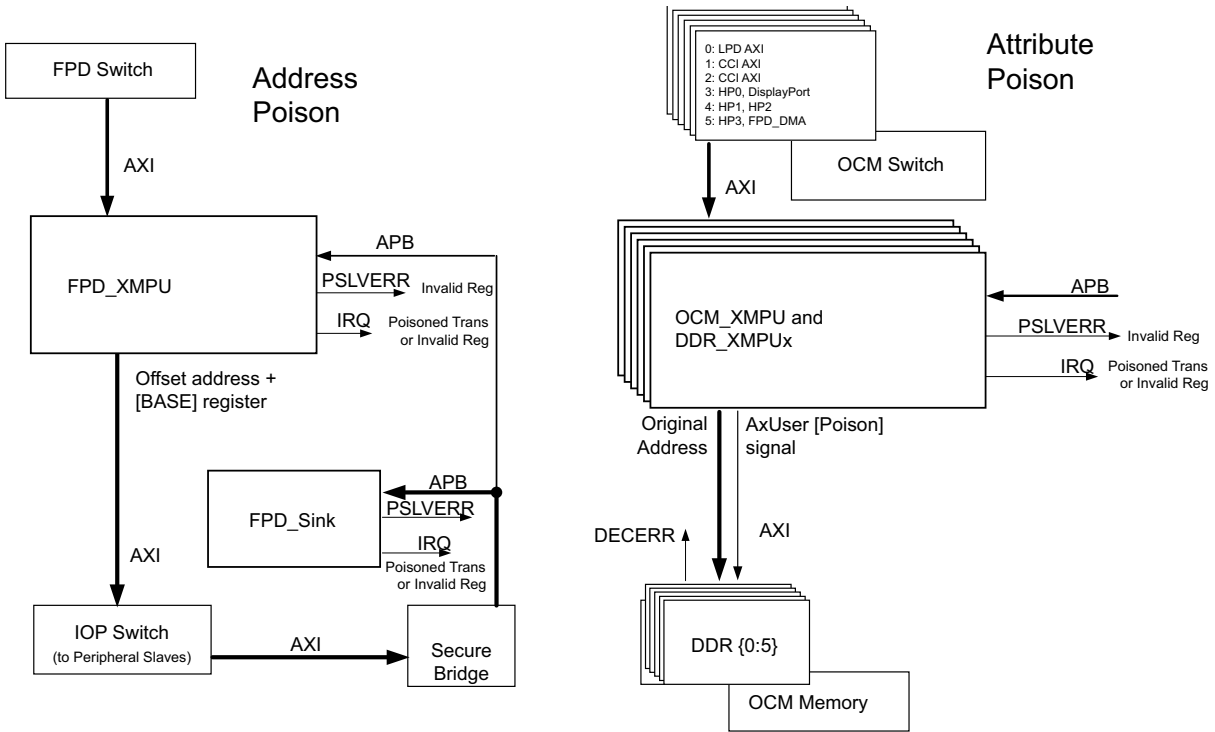 FPD Switch
Address
Poison
AXI
FPD_XMPU
APB
PSLVERR
Invalid Reg
IRQ
Poisoned Trans
or Invalid Reg
Offset address +
[BASE] register
FPD_Sink
APB
PSLVERR
IRQ
Poisoned Trans
or Invalid Reg
AXI
IOP Switch
(to Peripheral Slaves)
AXI
Secure
Bridge
Attribute
Poison
0: LPD AXI
1: CCI AXI
2: CCI AXI
3: HP0, DisplayPort
4: HP1, HP2
5: HP3, FPD_DMA
OCM Switch
AXI
OCM_XMPU and
DDR_XMPUx
APB
PSLVERR
Invalid Reg
IRQ
Poisoned Trans
or Invalid Reg
Original
Address
AxUser [Poison]
signal
DECERR
AXI
DDR {0:5}
OCM Memory